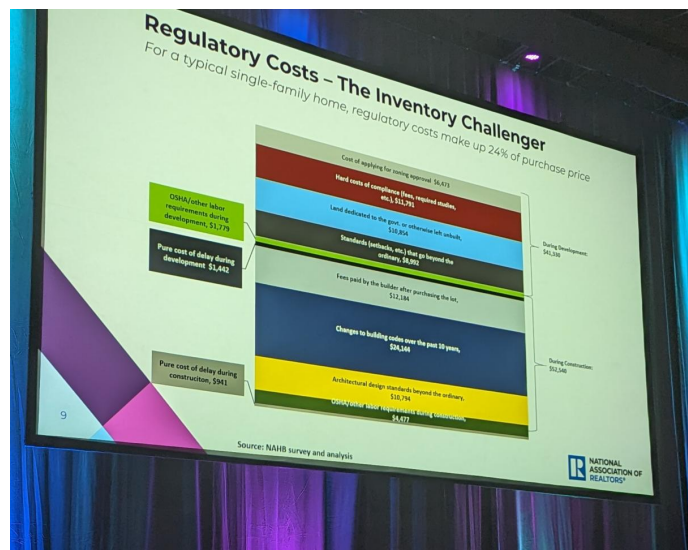 Regulatory Costs – The Inventory Challenger
For a typical single-family home, regulatory costs make up 24% of purchase price
Cost of applying for zoning approval $6,473
Hard costs of compliance (fees, required studies,
etc.), $11,791
Land dedicated to the govt. or otherwise left unbuilt,
$10,854
Standards (setbacks, etc.) that go beyond the
ordinary, $8,992
OSHA/other labor
requirements during
development, $1,779
Pure cost of delay during
development $1,442
Fees paid by the builder after purchasing the lot,
$12,184
Changes to building codes over the past 10 years,
$24,144
Architectural design standards beyond the ordinary,
$10,794
OSHA/other labor requirements during construction,
$4,477
Pure cost of delay during
construciton, $941
During Development:
$41,330
During Construction:
$52,540
9
Source: NAHB survey and analysis
R
NATIONAL
ASSOCIATION OF
REALTORS®